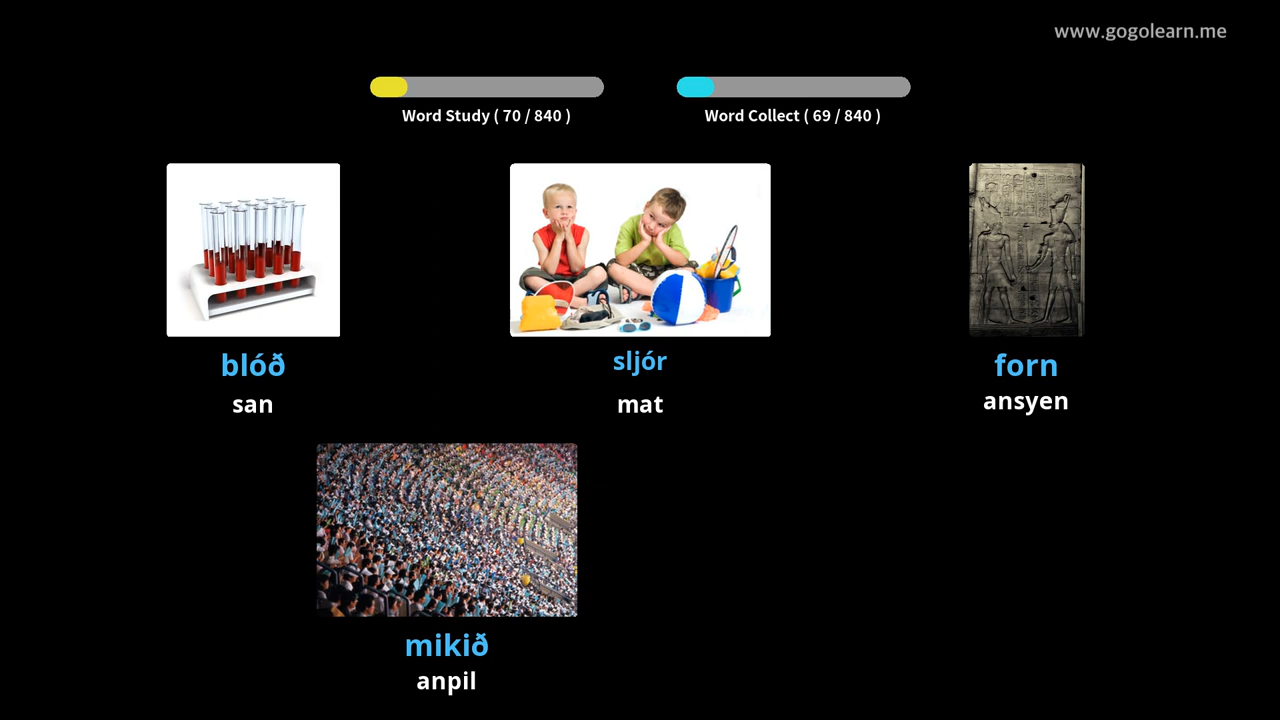 www.gogolearn.me
Word Study ( 70 / 840 )
Word Collect ( 69 / 840 )
blóð
san
sljór
mat
forn
ansyen
mikið
anpil